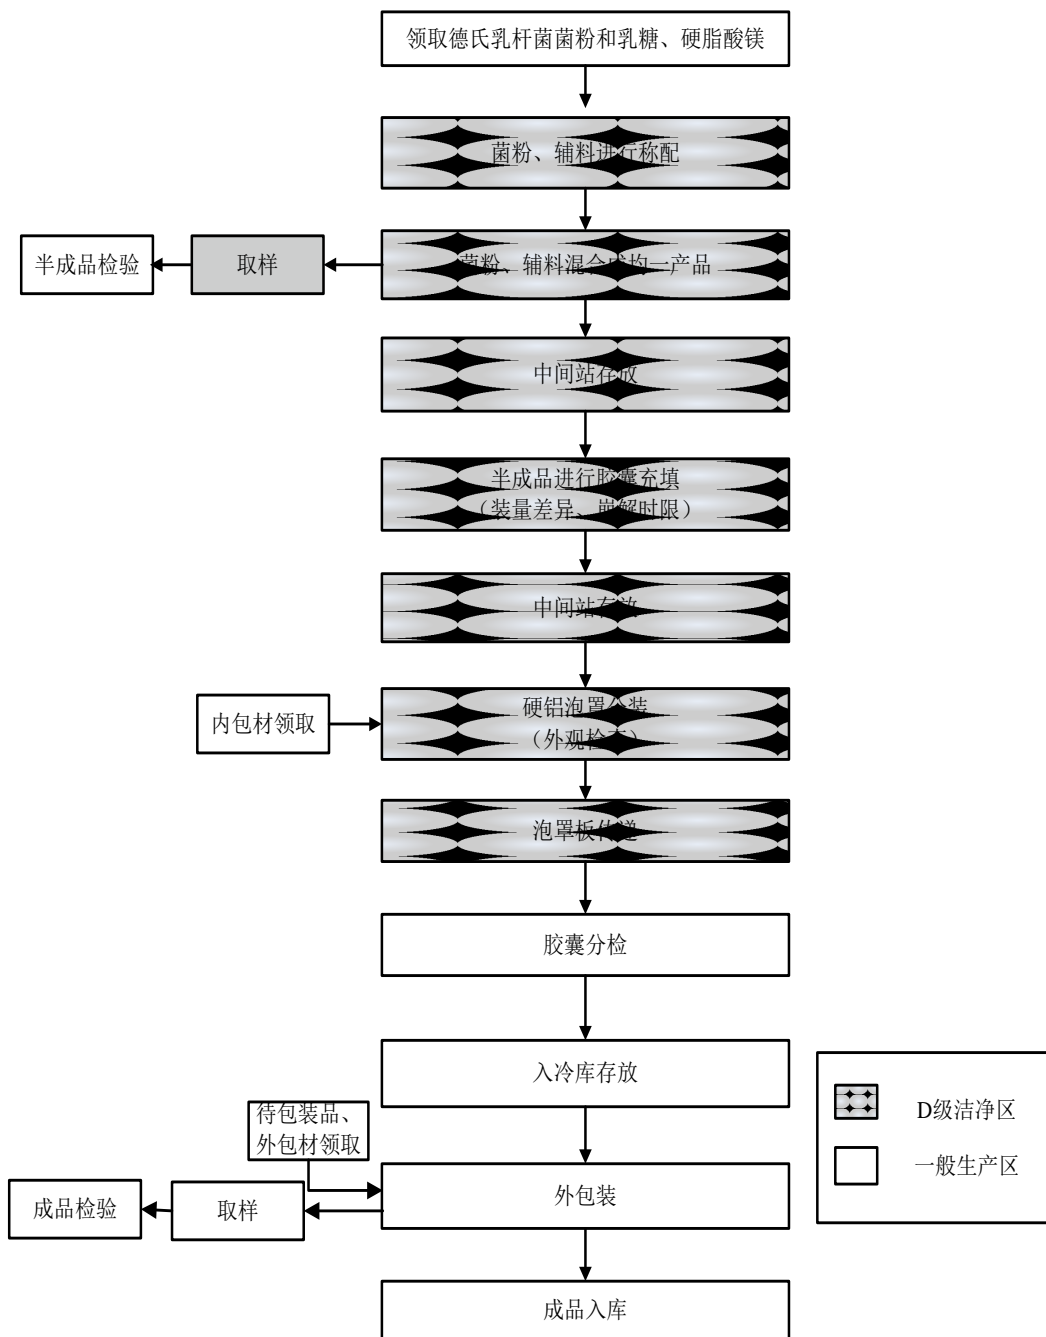 领取德氏乳杆菌菌粉和乳糖、硬脂酸镁
菌粉、辅料进行称配
菌粉、辅料混合成均一产品
取样
半成品检验
中间站存放
半成品进行胶囊充填
（装量差异、崩解时限）
中间站存放
内包材领取
硬铝泡罩分装
（外观检查）
泡罩板传递
胶囊分检
入冷库存放
待包装品、
外包材领取
外包装
取样
成品检验
成品入库
D级洁净区
一般生产区